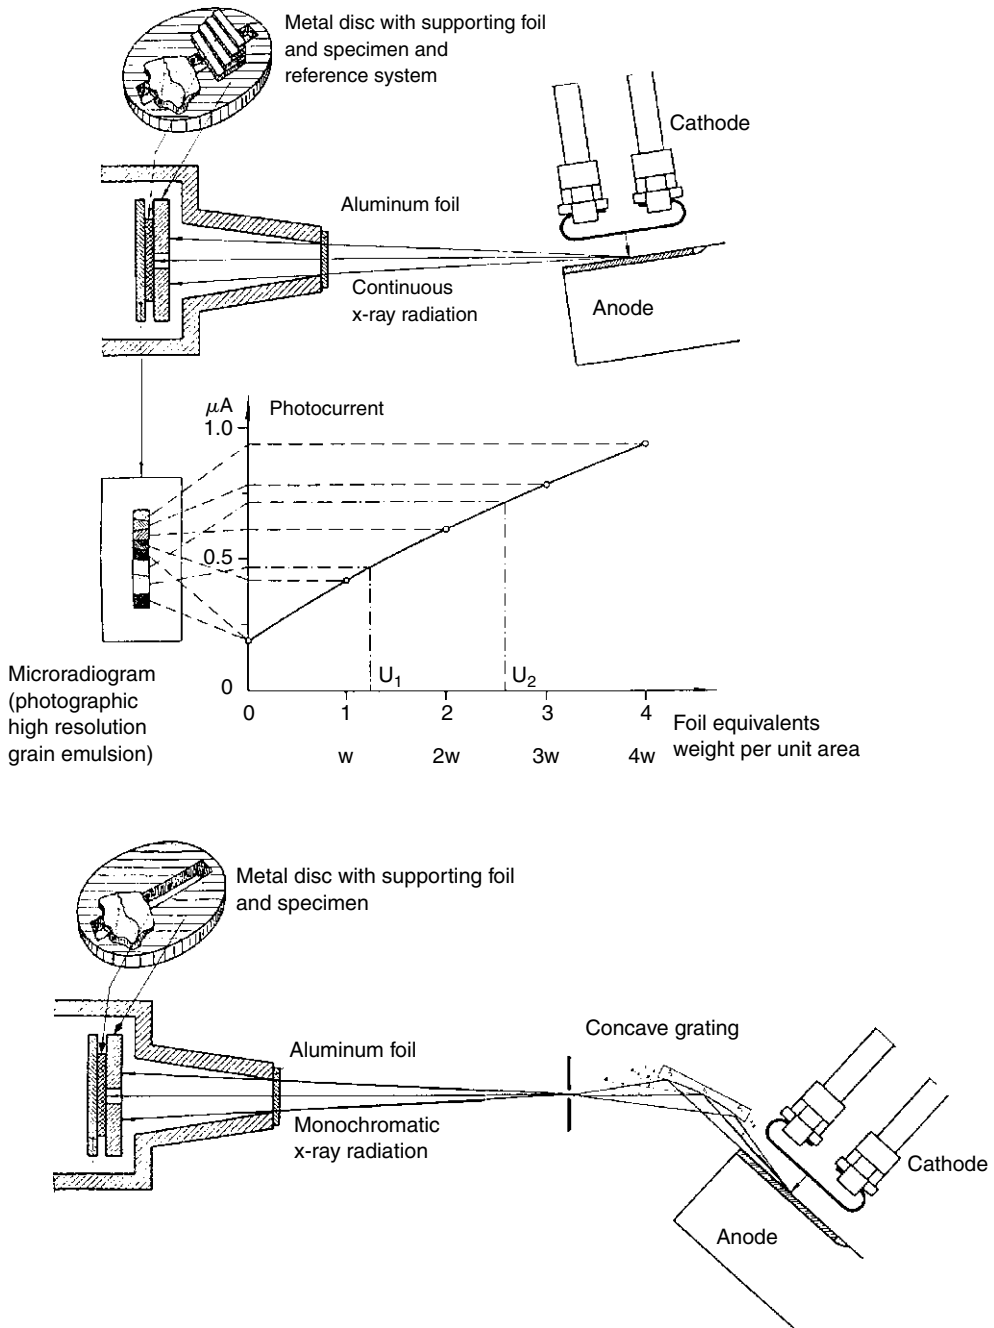 Metal disc with supporting foil
and specimen and
reference system
Cathode
Aluminum foil
Continuous
x-ray radiation
Anode
μA
Photocurrent
1.0
0.5
0
U1
U2
0 1 2 3 4
w 2w 3w 4w
Foil equivalents
weight per unit area
Microradiogram
(photographic
high resolution
grain emulsion)
Metal disc with supporting foil
and specimen
Concave grating
Aluminum foil
Monochromatic
x-ray radiation
Cathode
Anode